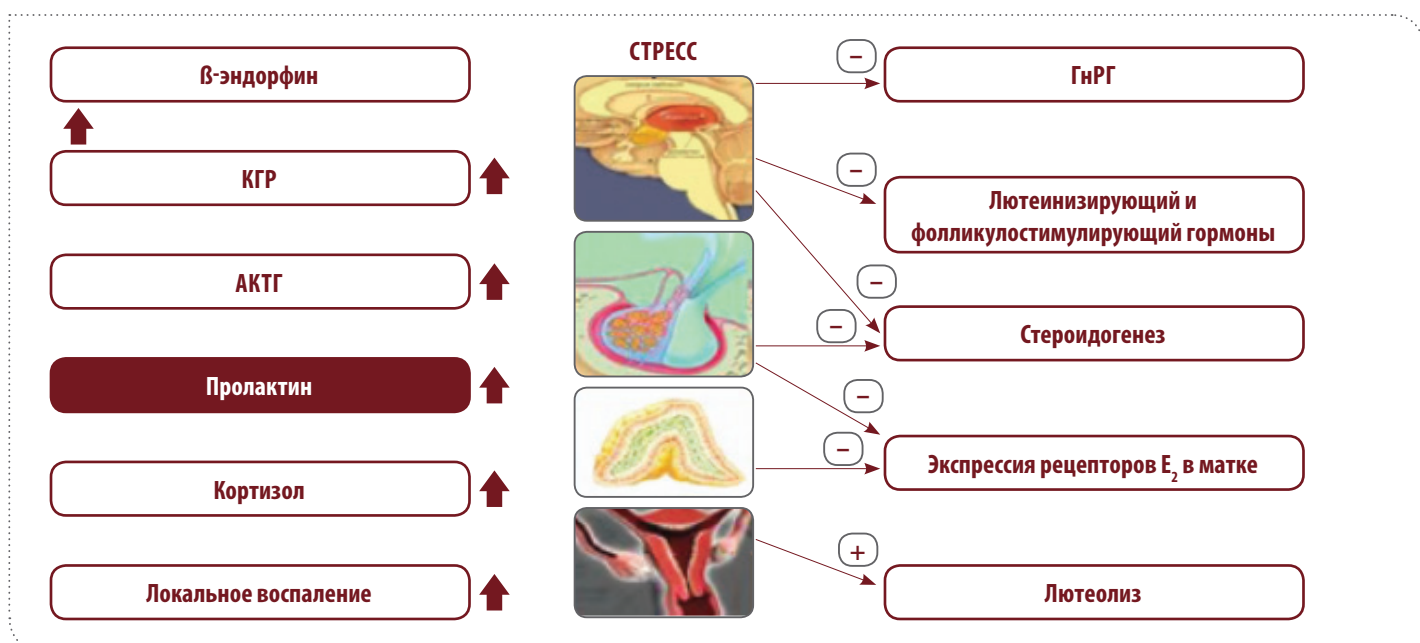 ß-эндорфин
КГР
АКТГ
Пролактин
Кортизол
Локальное воспаление
СТРЕСС
−
ГнРГ
−
Лютеинизирующий и
фолликулостимулирующий гормоны
−
−
Стероидогенез
−
−
Экспрессия рецепторов E₂ в матке
+
Лютеолиз